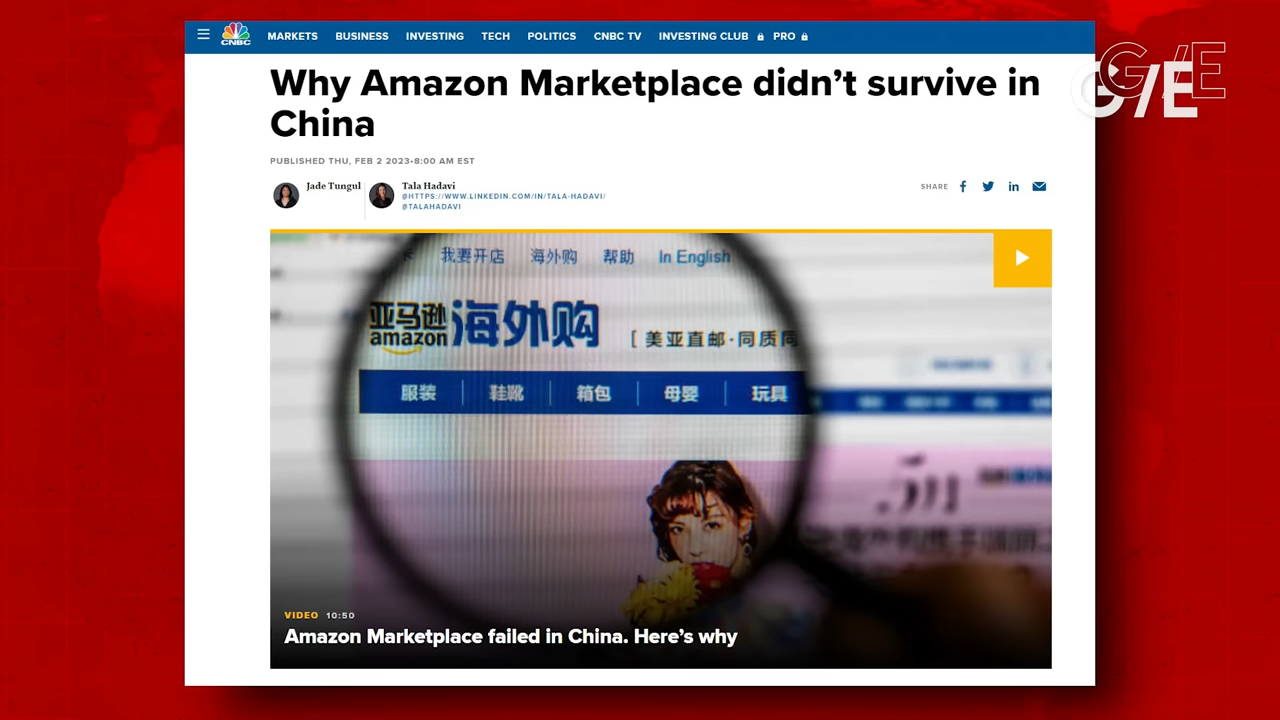 CNBC
MARKETS BUSINESS INVESTING TECH POLITICS CNBC TV INVESTING CLUB PRO
G/E
G/E
Why Amazon Marketplace didn't survive in
China
PUBLISHED THU, FEB 2 2023•8:00 AM EST
Jade Tungul
Tala Hadavi
@HTTPS://WWW.LINKEDIN.COM/IN/TALA-HADAVI/
@TALAHADAVI
SHARE
我要开店 海外购 帮助 In English
亚马逊
amazon
海外购
[ 美亚直邮·同质同
服装 鞋靴 箱包 母婴 玩具
VIDEO 10:50
Amazon Marketplace failed in China. Here's why